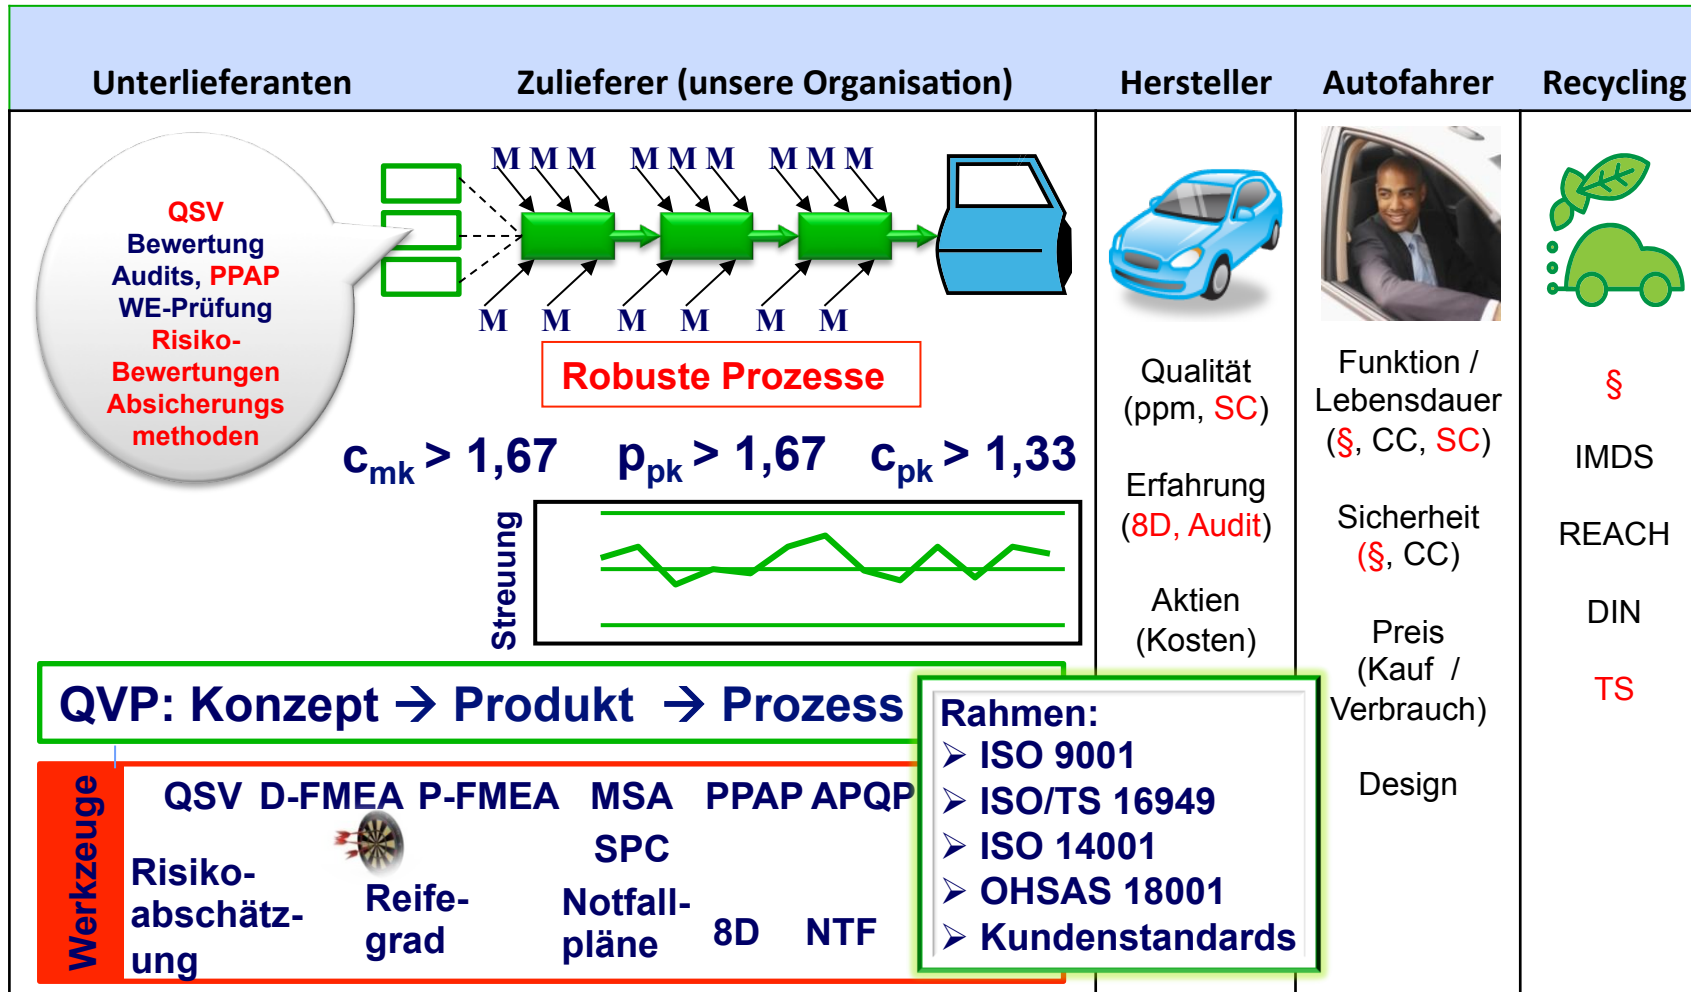 Unterlieferanten
Zulieferer (unsere Organisation)
Hersteller
Autofahrer
Recycling
QSV
Bewertung
Audits, PPAP
WE-Prüfung
Risiko-
Bewertungen
Absicherungs
methoden
M M M M M M M M M
M M M M M M
Robuste Prozesse
cmk > 1,67 ppk > 1,67 cpk > 1,33
Streuung
QVP: Konzept → Produkt → Prozess
Werkzeuge
QSV D-FMEA P-FMEA MSA PPAP APQP
SPC
Risiko-
abschätz-
ung
Reife-
grad
Notfall-
pläne
8D NTF
Rahmen:
➢ ISO 9001
➢ ISO/TS 16949
➢ ISO 14001
➢ OHSAS 18001
➢ Kundenstandards
Qualität
(ppm, SC)
Erfahrung
(8D, Audit)
Aktien
(Kosten)
Funktion /
Lebensdauer
(§, CC, SC)
Sicherheit
(§, CC)
Preis
(Kauf /
Verbrauch)
Design
§
IMDS
REACH
DIN
TS